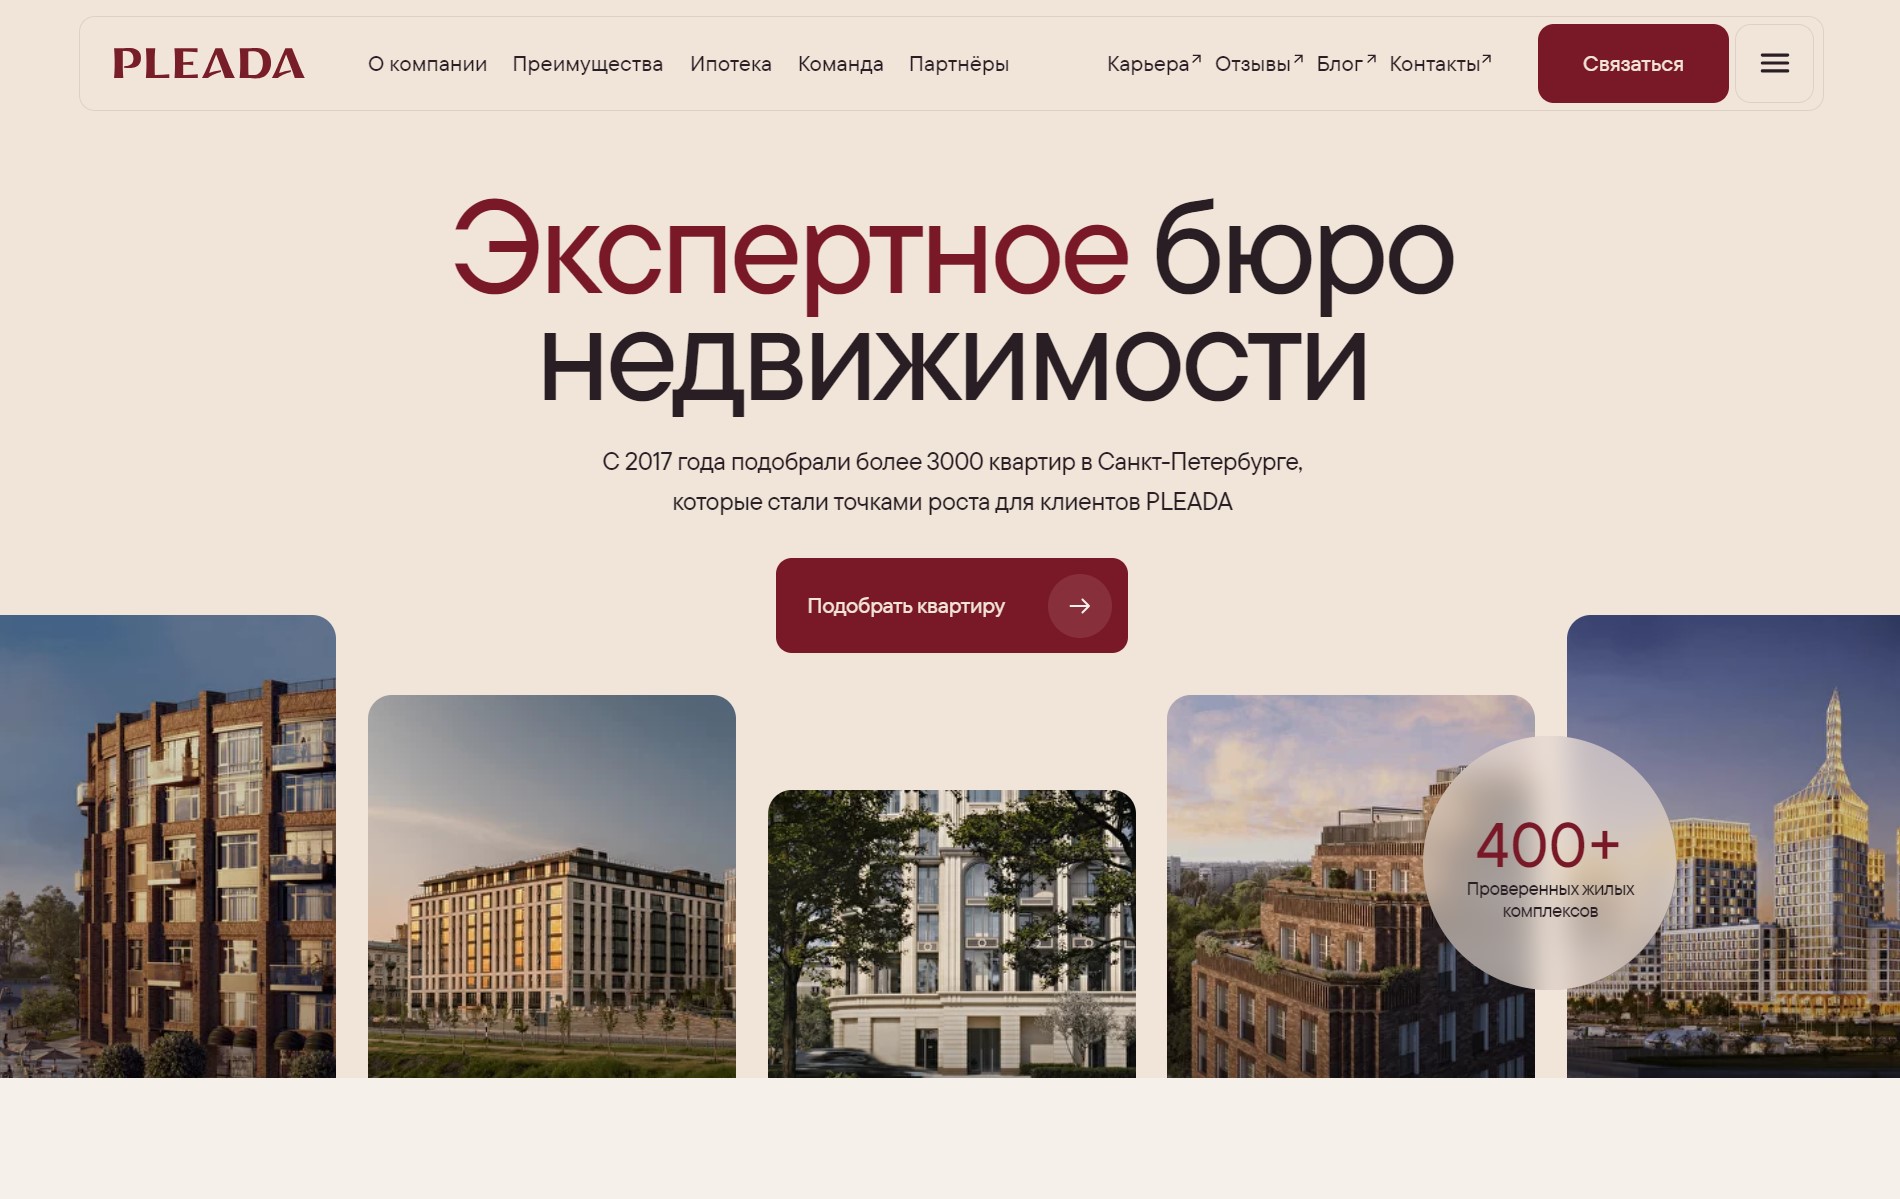 PLEADA
О компании Преимущества Ипотека Команда Партнёры Карьера Отзывы Блог Контакты Связаться
Экспертное бюро
недвижимости
С 2017 года подобрали более 3000 квартир в Санкт-Петербурге,
которые стали точками роста для клиентов PLEADA
Подобрать квартиру
400+
Проверенных жилых
комплексов